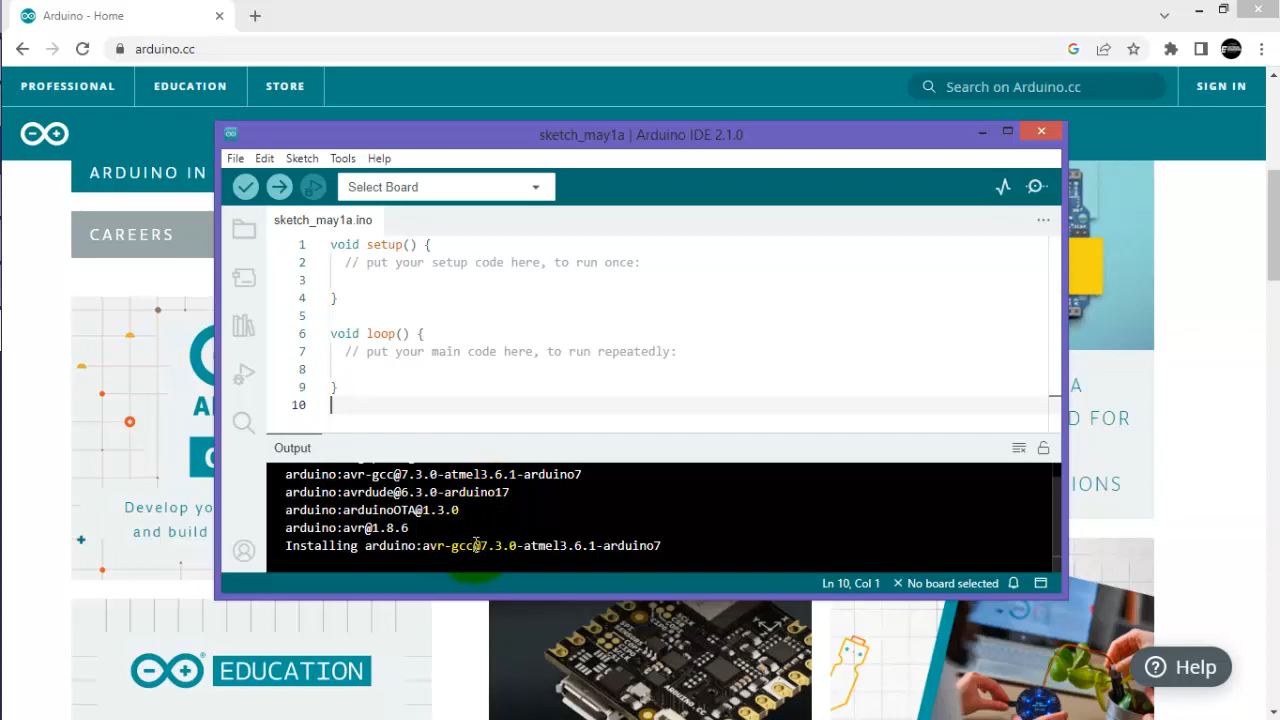 Arduino - Home
arduino.cc
PROFESSIONAL
EDUCATION
STORE
Search on Arduino.cc
SIGN IN
ARDUINO IN
CAREERS
sketch_may1a | Arduino IDE 2.1.0
File Edit Sketch Tools Help
Select Board
sketch_may1a.ino
1 void setup() {
2 // put your setup code here, to run once:
3
4 }
5
6 void loop() {
7 // put your main code here, to run repeatedly:
8
9 }
10
Output
arduino:avr-gcc@7.3.0-atmel3.6.1-arduino7
arduino:avrdude@6.3.0-arduino17
arduino:arduinoOTA@1.3.0
arduino:avr@1.8.6
Installing arduino:avr-gcc@7.3.0-atmel3.6.1-arduino7
Ln 10, Col 1
No board selected
Develop yo
and build
A
D FOR
IONS
EDUCATION
Help